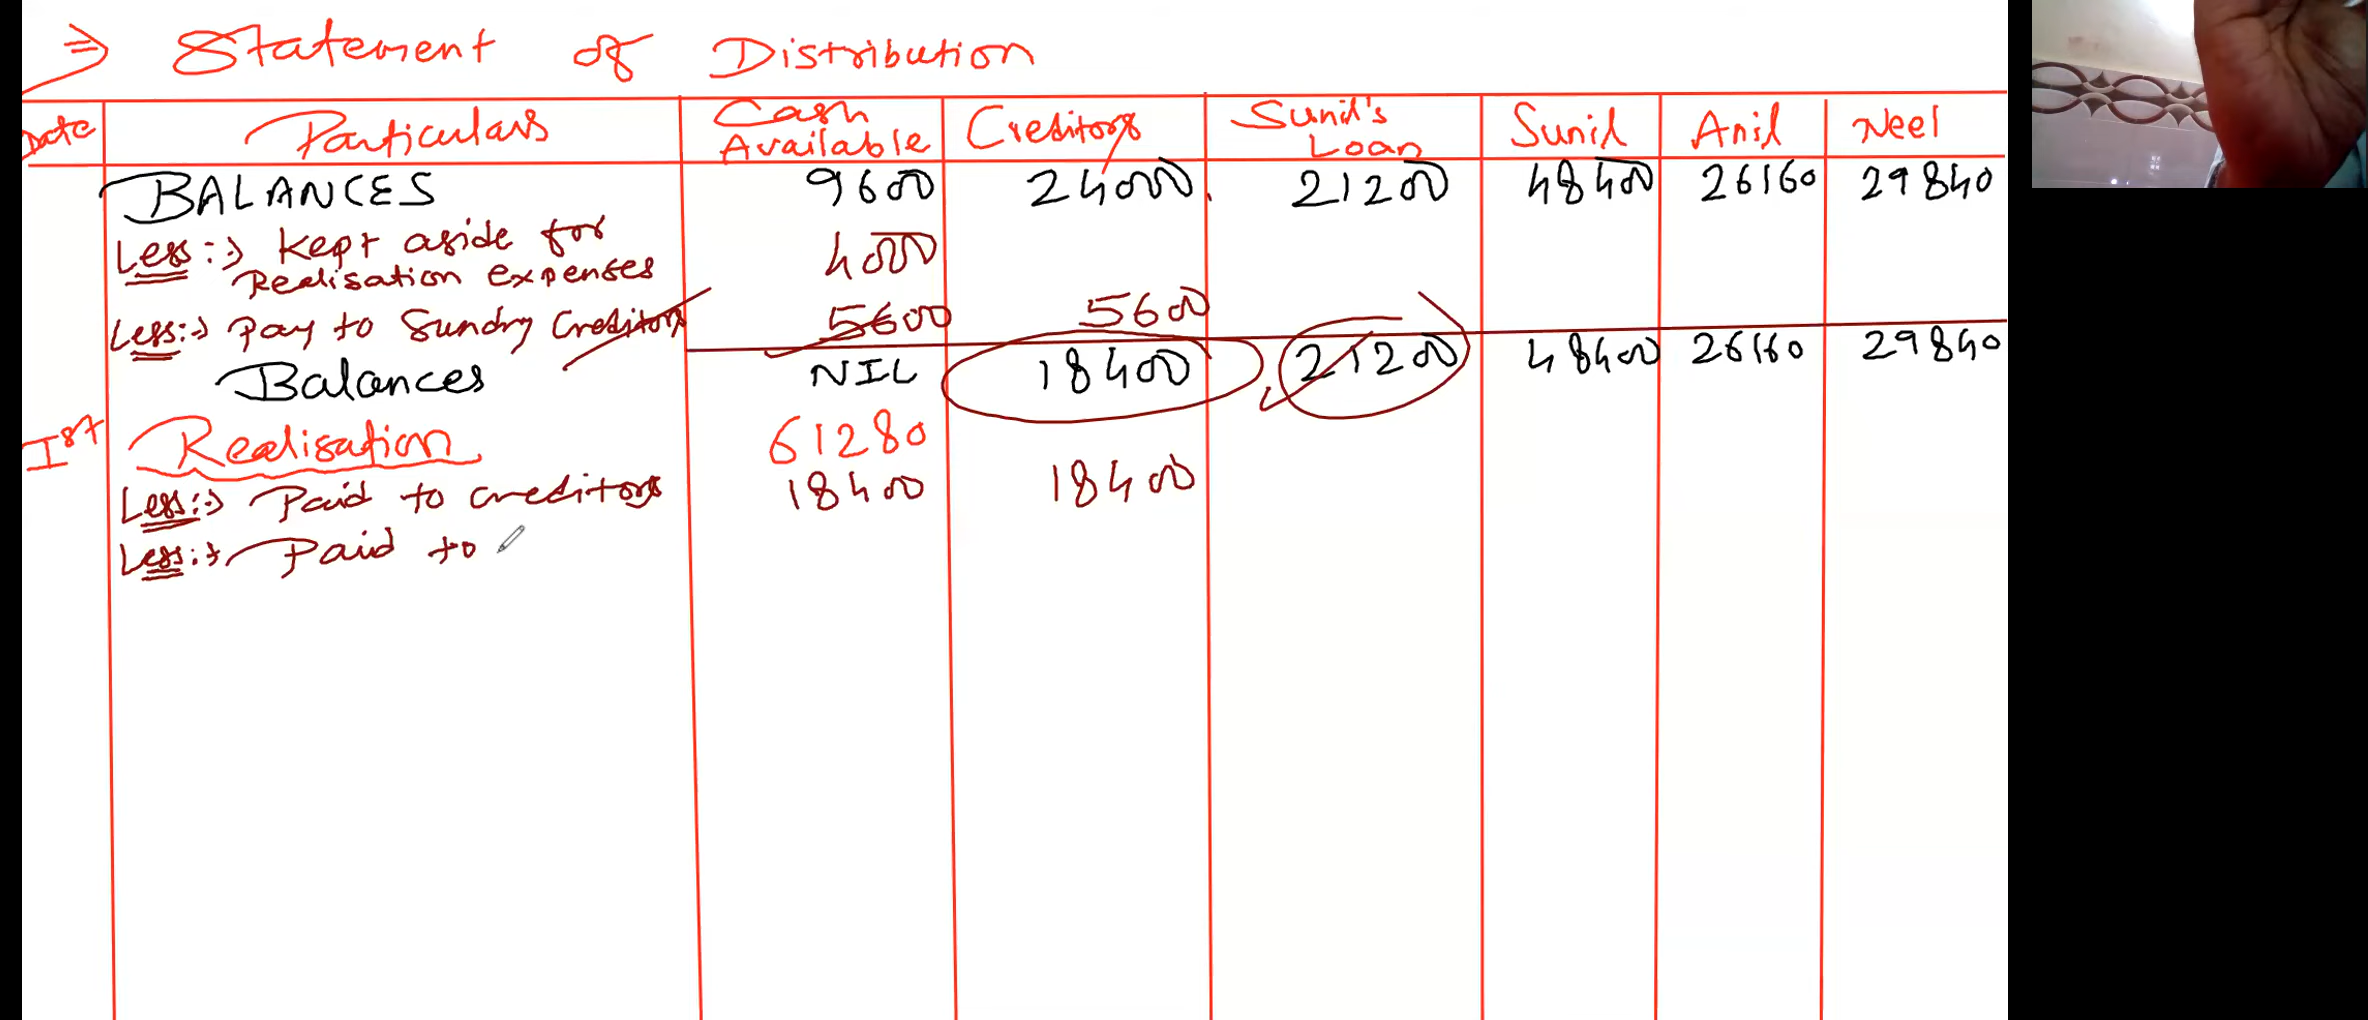 ⇒ Statement of Distribution
Date Particulars Cash Available Creditors Sunil's Loan Sunil Anil Neel
BALANCES 9600 24000 21200 48400 26160 29840
Less:→ Kept aside for Realisation expenses 4000
Less:→ Pay to Sundry Creditors 5600 5600
Balances NIL 18400 21200 48400 26160 29840
Ist Realisation 61280
Less:→ Paid to creditors 18400 18400
Less:→ Paid to